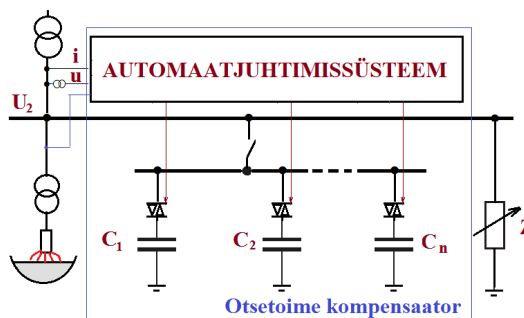 i
u
AUTOMAATJUHTIMISSÜSTEEM
U2
C1
C2
Cn
Z
Otsetoime kompensaator